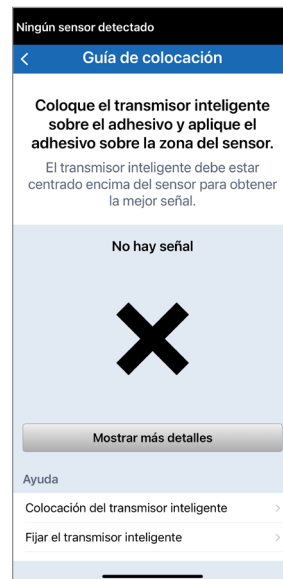 Ningún sensor detectado
Guía de colocación
Coloque el transmisor inteligente
sobre el adhesivo y aplique el
adhesivo sobre la zona del sensor.
El transmisor inteligente debe estar
centrado encima del sensor para obtener
la mejor señal.
No hay señal
Mostrar más detalles
Ayuda
Colocación del transmisor inteligente
Fijar el transmisor inteligente